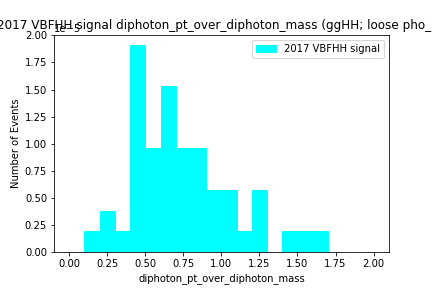 2017 VBFHH signal diphoton_pt_over_diphoton_mass (ggHH; loose pho_
2.00
1.75
1.50
1.25
1.00
0.75
0.50
0.25
0.00
Number of Events
2017 VBFHH signal
0.00 0.25 0.50 0.75 1.00 1.25 1.50 1.75 2.00
diphoton_pt_over_diphoton_mass